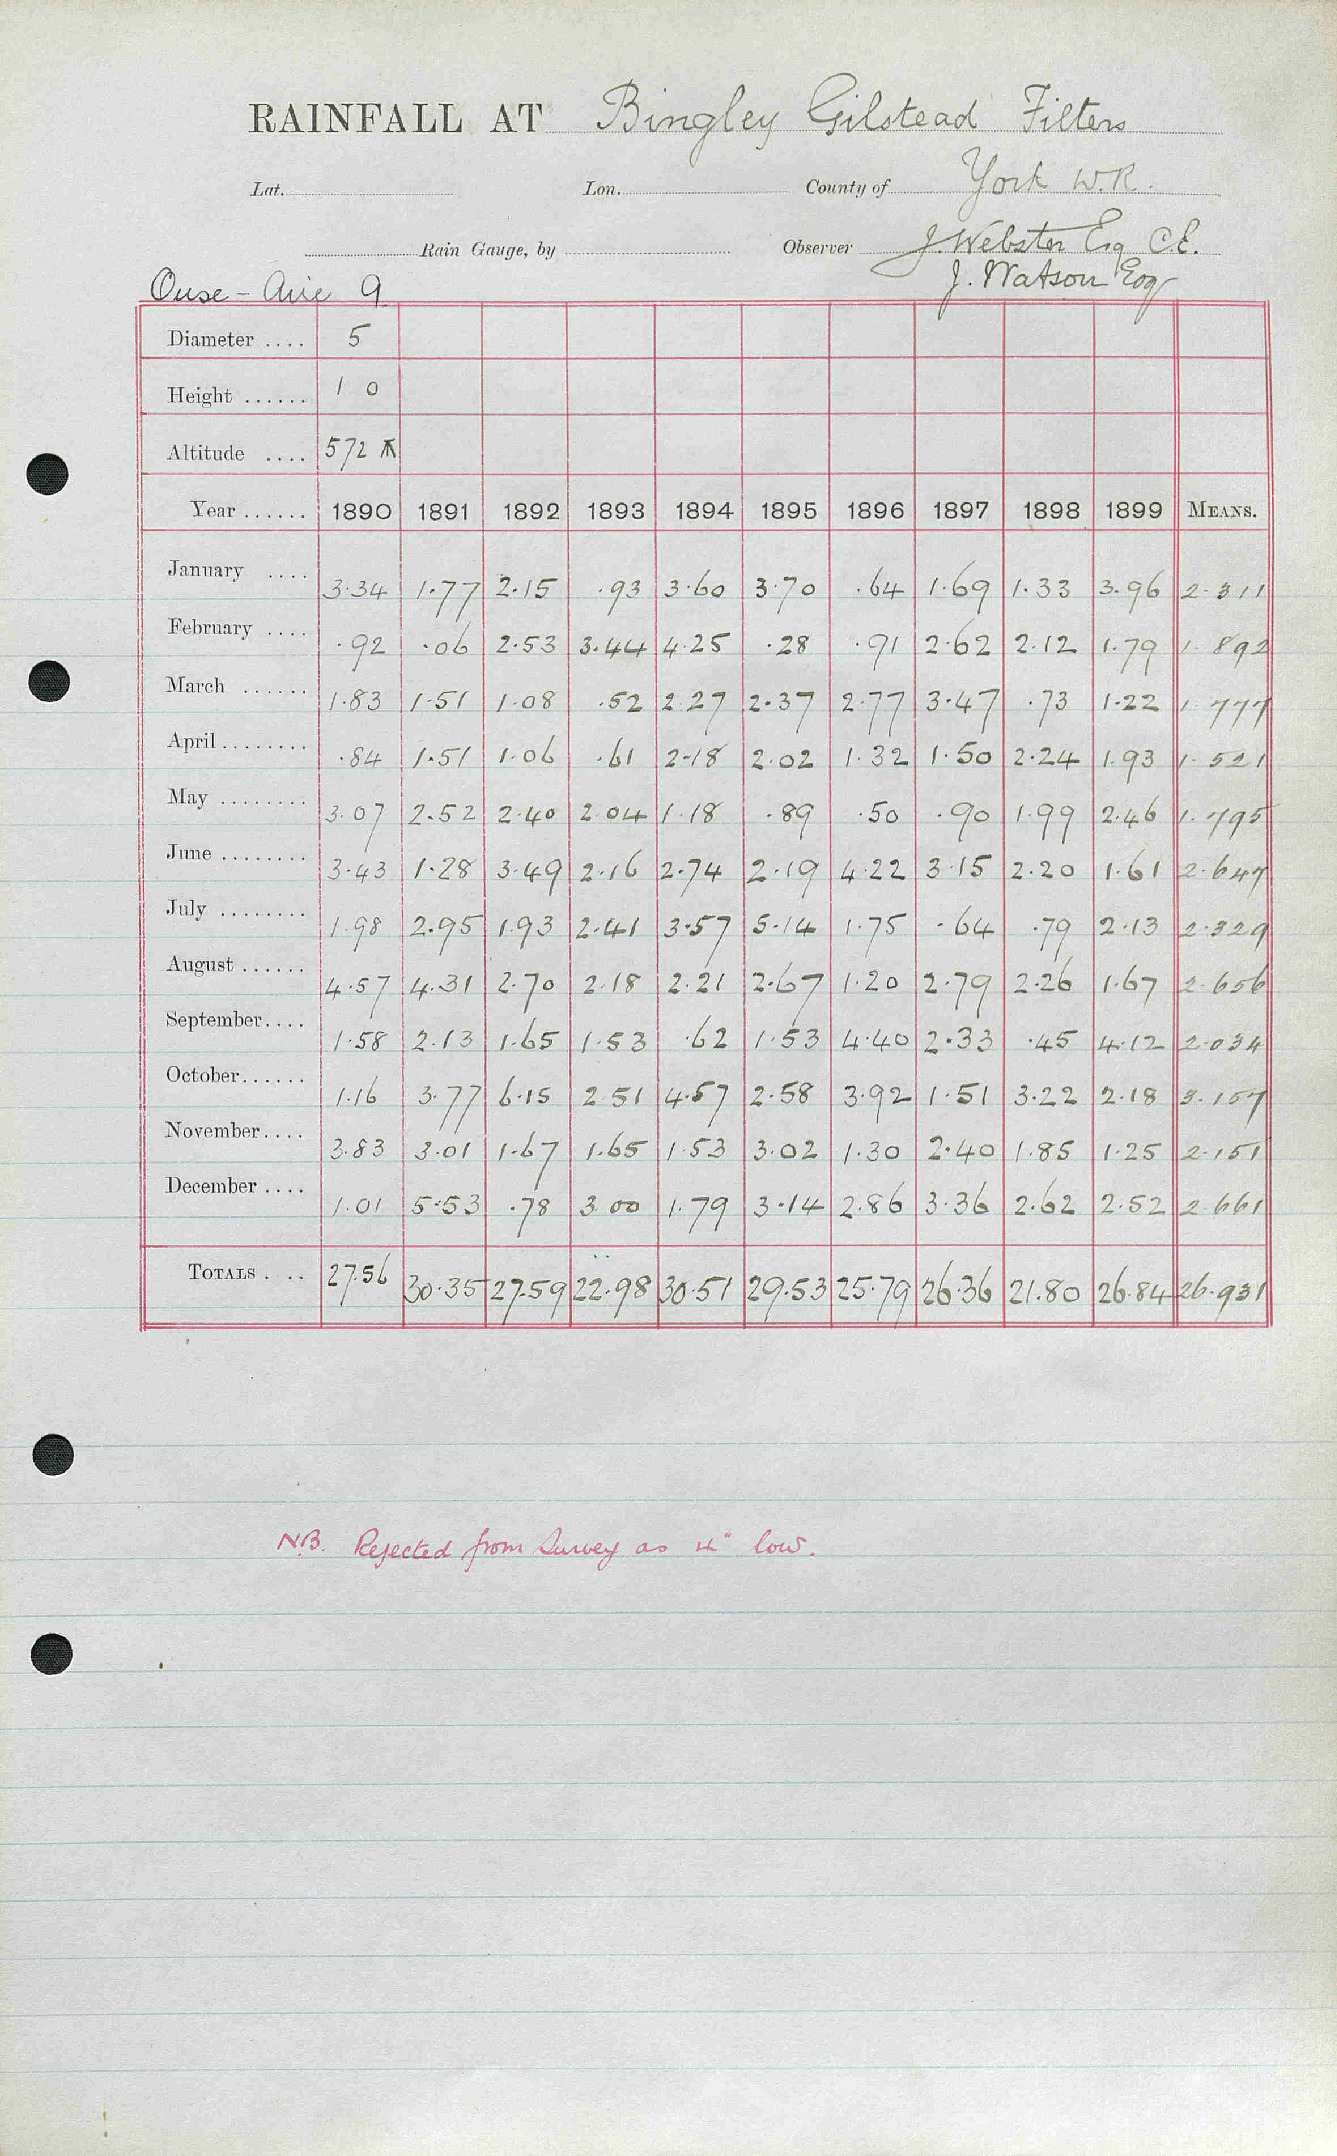 RAINFALL AT Bingley Gilstead Filters
Lat. Lon. County of York W.R.
Rain Gauge, by Observer J. Webster Esq C.E.
J. Watson Esq
Ouse - Aire 9
Diameter .... 5
Height ...... 1 0
Altitude .... 572
Year ...... 1890 1891 1892 1893 1894 1895 1896 1897 1898 1899 MEANS.
January .... 3.34 1.77 2.15 .93 3.60 3.70 .64 1.69 1.33 3.96 2.311
February .... .92 .06 2.53 3.44 4.25 .28 .91 2.62 2.12 1.79 1.892
March ...... 1.83 1.51 1.08 .52 2.27 2.37 2.77 3.47 .73 1.22 1.777
April ........ .84 1.51 1.06 .61 2.18 2.02 1.32 1.50 2.24 1.93 1.521
May ........ 3.07 2.52 2.40 2.04 1.18 .89 .50 .90 1.99 2.46 1.795
June ........ 3.43 1.28 3.49 2.16 2.74 2.19 4.22 3.15 2.20 1.61 2.647
July ........ 1.98 2.95 1.93 2.41 3.57 5.14 1.75 .64 .79 2.13 2.329
August ...... 4.57 4.31 2.70 2.18 2.21 2.67 1.20 2.79 2.26 1.67 2.656
September.... 1.58 2.13 1.65 1.53 .62 1.53 4.40 2.33 .45 4.12 2.034
October...... 1.16 3.77 6.15 2.51 4.57 2.58 3.92 1.51 3.22 2.18 3.157
November.... 3.83 3.01 1.67 1.65 1.53 3.02 1.30 2.40 1.85 1.25 2.151
December .... 1.01 5.53 .78 3.00 1.79 3.14 2.86 3.36 2.62 2.52 2.661
TOTALS .... 27.56 30.35 27.59 22.98 30.51 29.53 25.79 26.36 21.80 26.84 26.931
N.B. Rejected from Survey as 4" low.